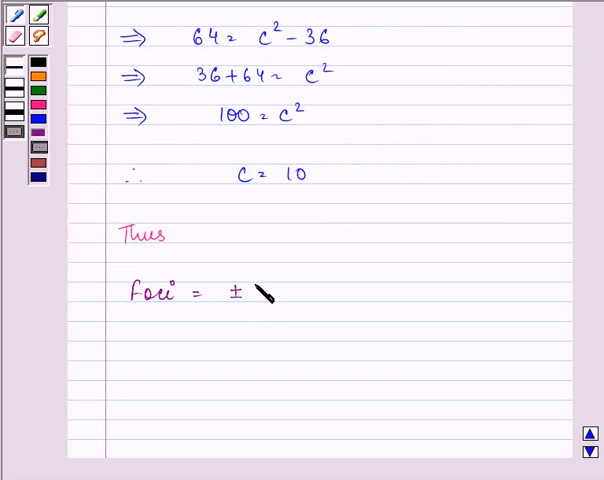 ⇒ 64 = c² - 36
⇒ 36 + 64 = c²
⇒ 100 = c²
∴ c = 10
Thus
Foci = ±